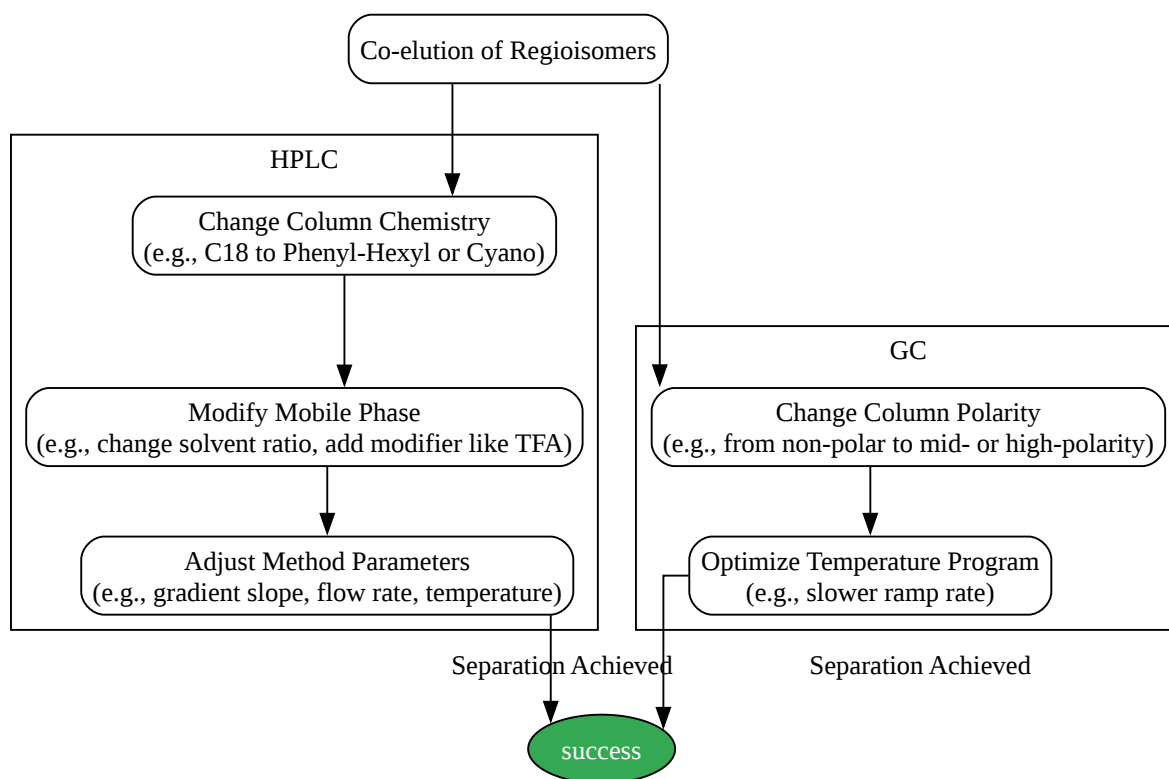 Co-elution of Regioisomers
HPLC
Change Column Chemistry
(e.g., C18 to Phenyl-Hexyl or Cyano)
Modify Mobile Phase
(e.g., change solvent ratio, add modifier like TFA)
Adjust Method Parameters
(e.g., gradient slope, flow rate, temperature)
GC
Change Column Polarity
(e.g., from non-polar to mid- or high-polarity)
Optimize Temperature Program
(e.g., slower ramp rate)
Separation Achieved
Separation Achieved
success